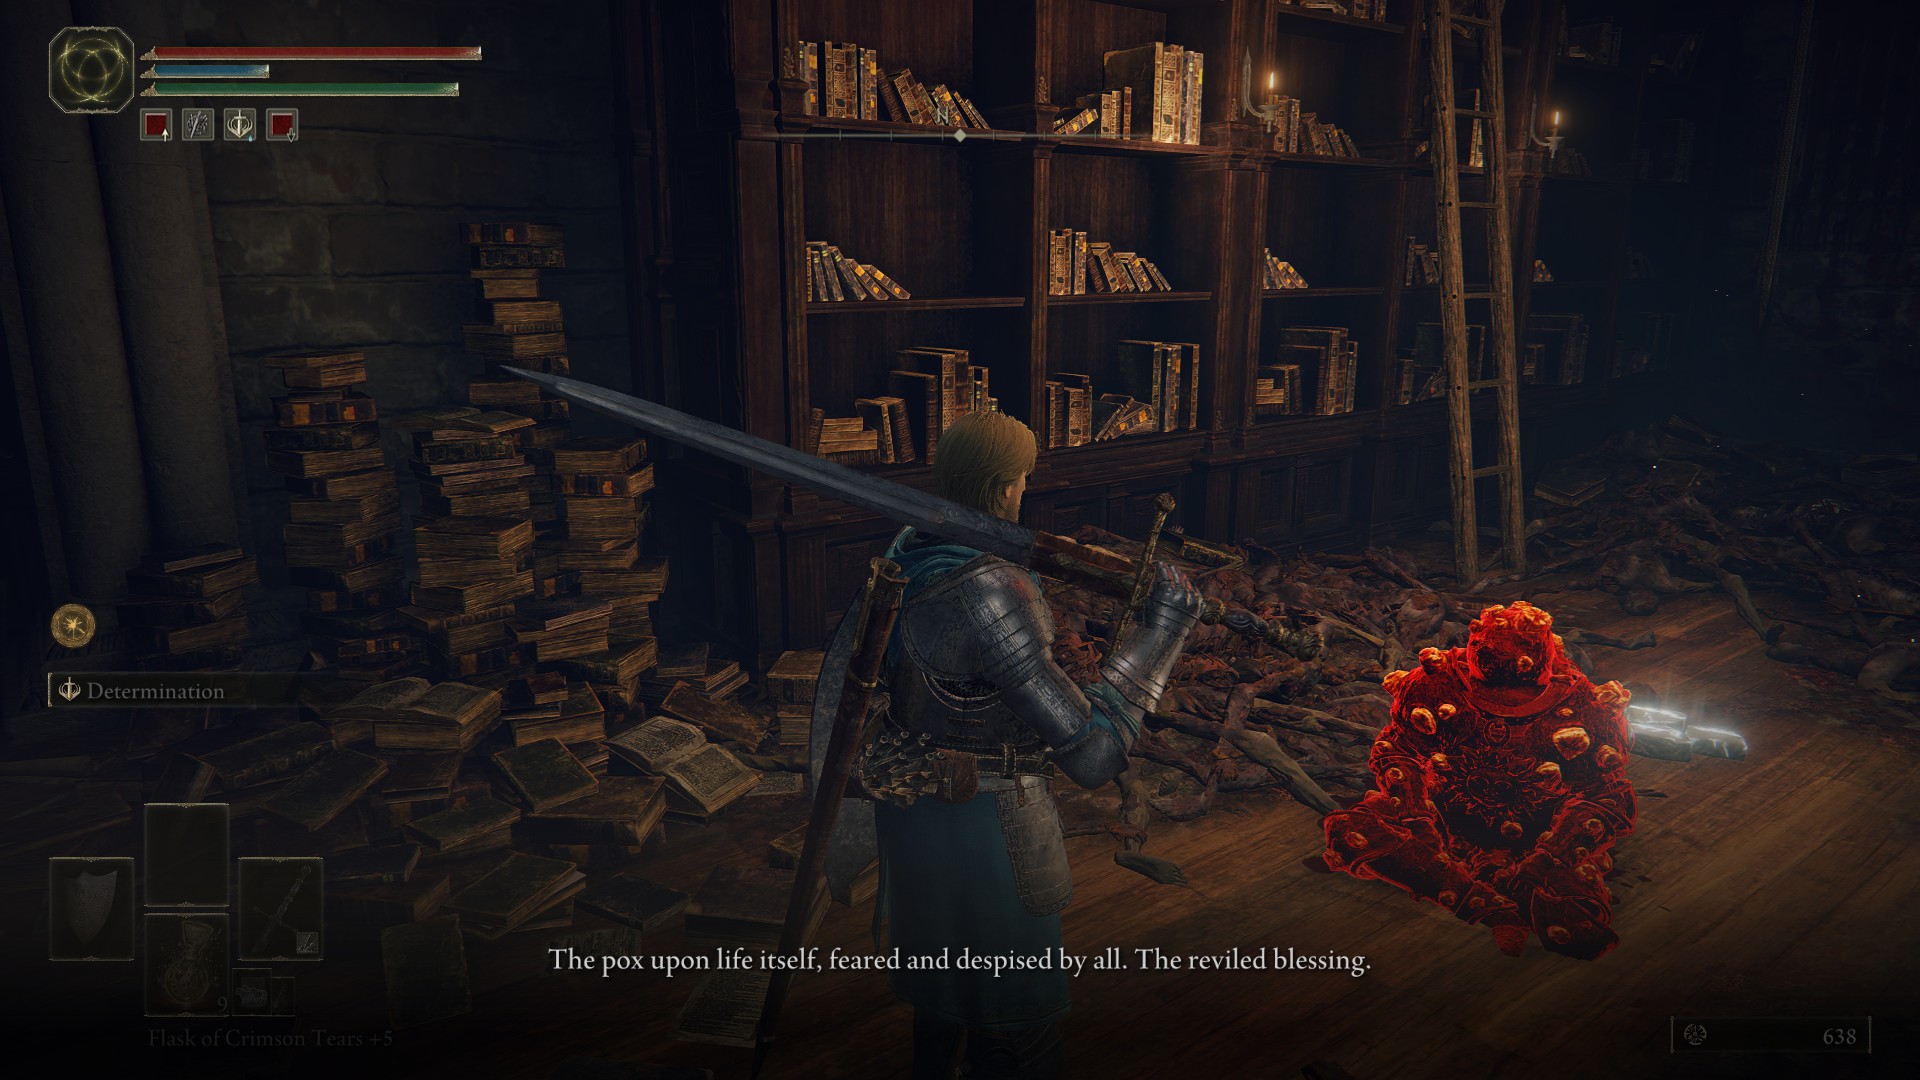 N
Determination
The pox upon life itself, feared and despised by all. The reviled blessing.
9
Flask of Crimson Tears +5
638